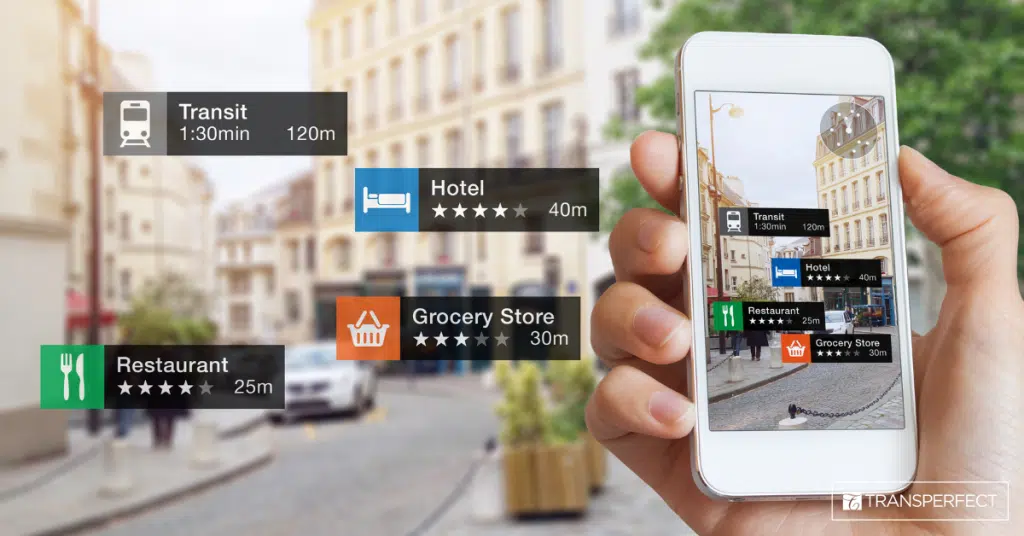 Transit
1:30min 120m
Hotel
40m
Grocery Store
30m
Restaurant
25m
Transit
1:30min 120m
Hotel
40m
Restaurant
25m
Grocery Store
30m
TRANSPERFECT